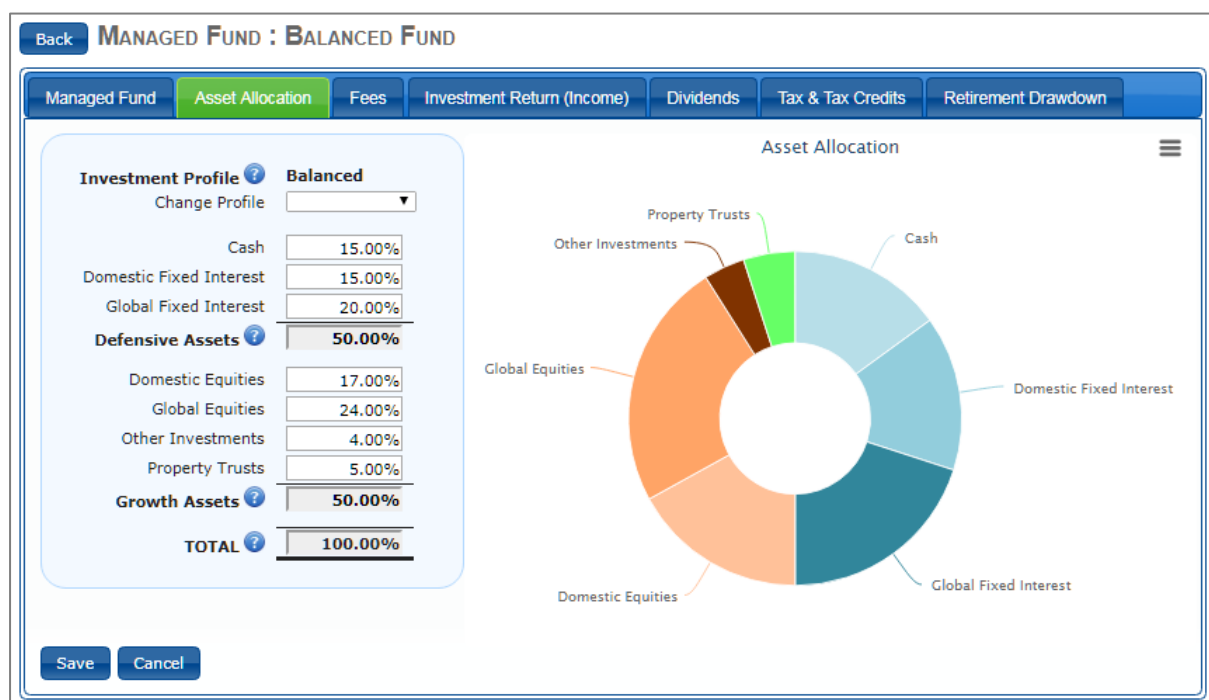 Back MANAGED FUND : BALANCED FUND
Managed Fund Asset Allocation Fees Investment Return (Income) Dividends Tax & Tax Credits Retirement Drawdown
Investment Profile ? Balanced
Change Profile
Cash 15.00%
Domestic Fixed Interest 15.00%
Global Fixed Interest 20.00%
Defensive Assets ? 50.00%
Domestic Equities 17.00%
Global Equities 24.00%
Other Investments 4.00%
Property Trusts 5.00%
Growth Assets ? 50.00%
TOTAL ? 100.00%
Asset Allocation
Property Trusts
Other Investments
Cash
Global Equities
Domestic Fixed Interest
Global Fixed Interest
Domestic Equities
Save Cancel